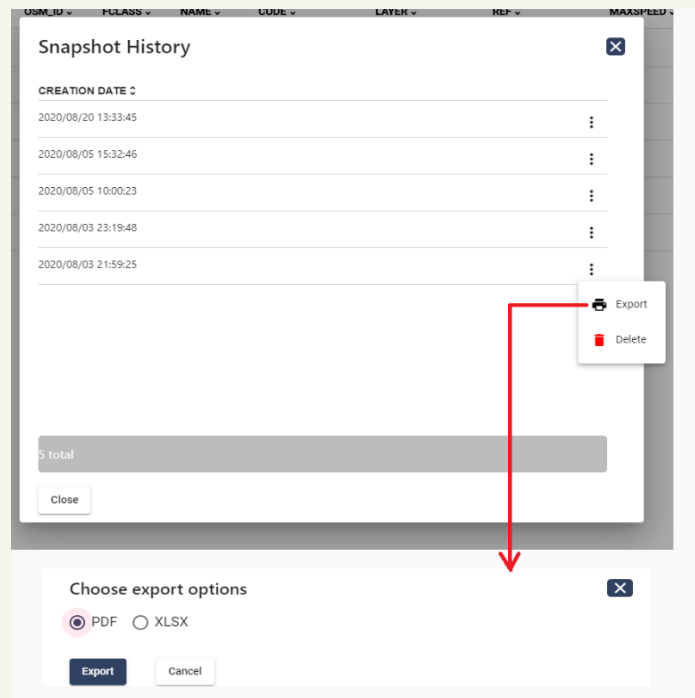 OSM_ID FCLASS NAME CODE LAYER REF MAXSPEED
Snapshot History
CREATION DATE
2020/08/20 13:33:45
2020/08/05 15:32:46
2020/08/05 10:00:23
2020/08/03 23:19:48
2020/08/03 21:59:25
Export
Delete
5 total
Close
Choose export options
PDF XLSX
Export Cancel